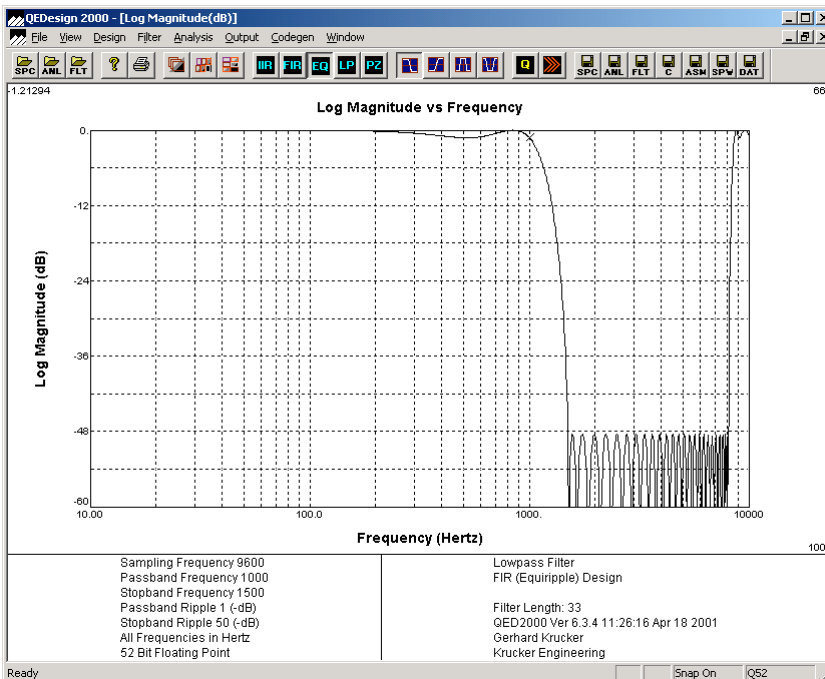 QEDesign 2000 - [Log Magnitude(dB)]
File View Design Filter Analysis Output Codegen Window
SPC ANL FLT ? IIR FIR EQ LP PZ Q SPC ANL FLT C ASM SPW DAT
-1.21294 66
Log Magnitude vs Frequency
0.
-12
-24
-36
-48
-60
Log Magnitude (dB)
10.00 100.0 1000. 10000
Frequency (Hertz)
100
Sampling Frequency 9600
Passband Frequency 1000
Stopband Frequency 1500
Passband Ripple 1 (-dB)
Stopband Ripple 50 (-dB)
All Frequencies in Hertz
52 Bit Floating Point
Lowpass Filter
FIR (Equiripple) Design
Filter Length: 33
QED2000 Ver 6.3.4 11:26:16 Apr 18 2001
Gerhard Krucker
Krucker Engineering
Ready Snap On Q52